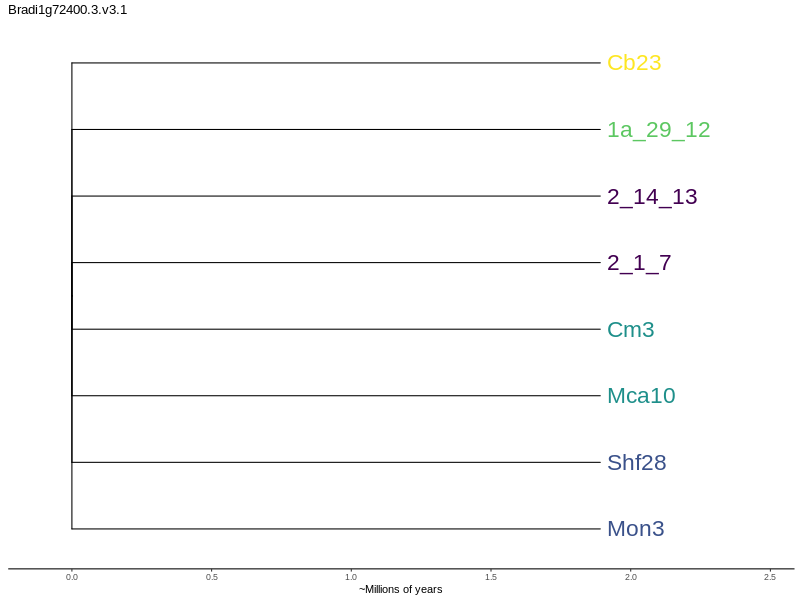 Bradi1g72400.3.v3.1
Cb23
1a_29_12
2_14_13
2_1_7
Cm3
Mca10
Shf28
Mon3
0.0 0.5 1.0 1.5 2.0 2.5
~Millions of years